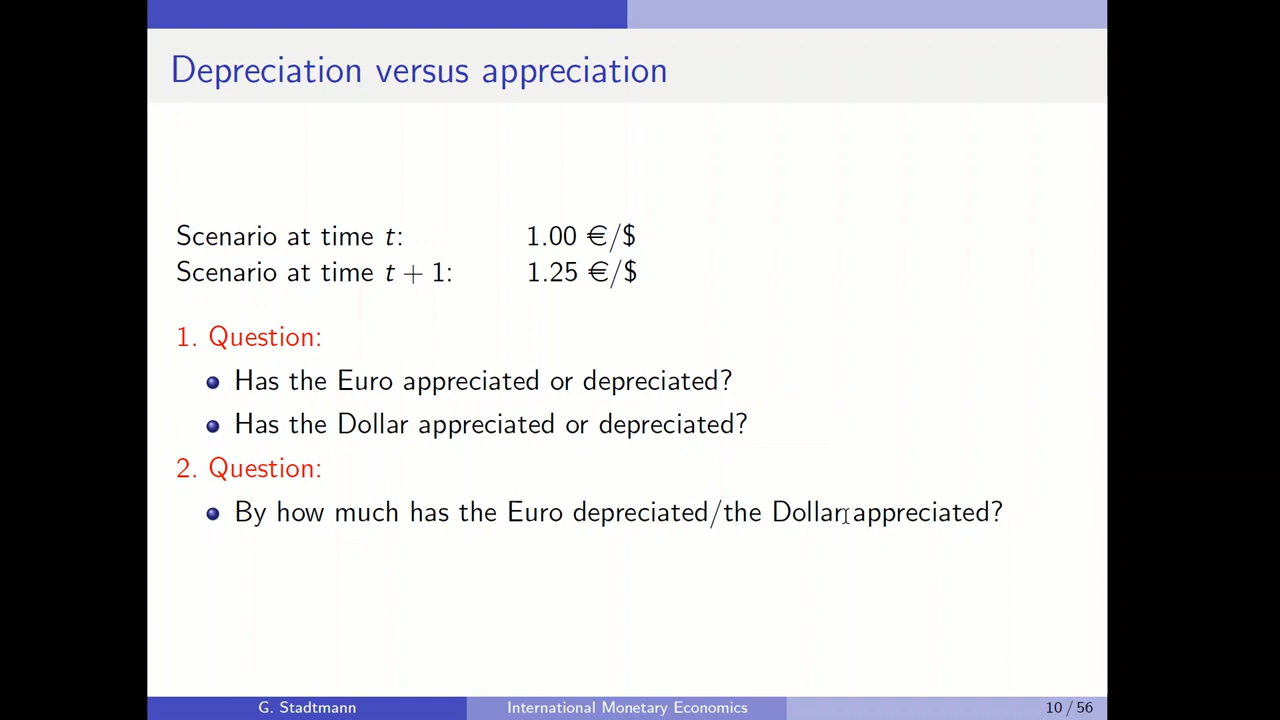 Depreciation versus appreciation
Scenario at time t: 1.00 €/$
Scenario at time t + 1: 1.25 €/$
1. Question:
Has the Euro appreciated or depreciated?
Has the Dollar appreciated or depreciated?
2. Question:
By how much has the Euro depreciated/the Dollar appreciated?
G. Stadtmann International Monetary Economics 10 / 56